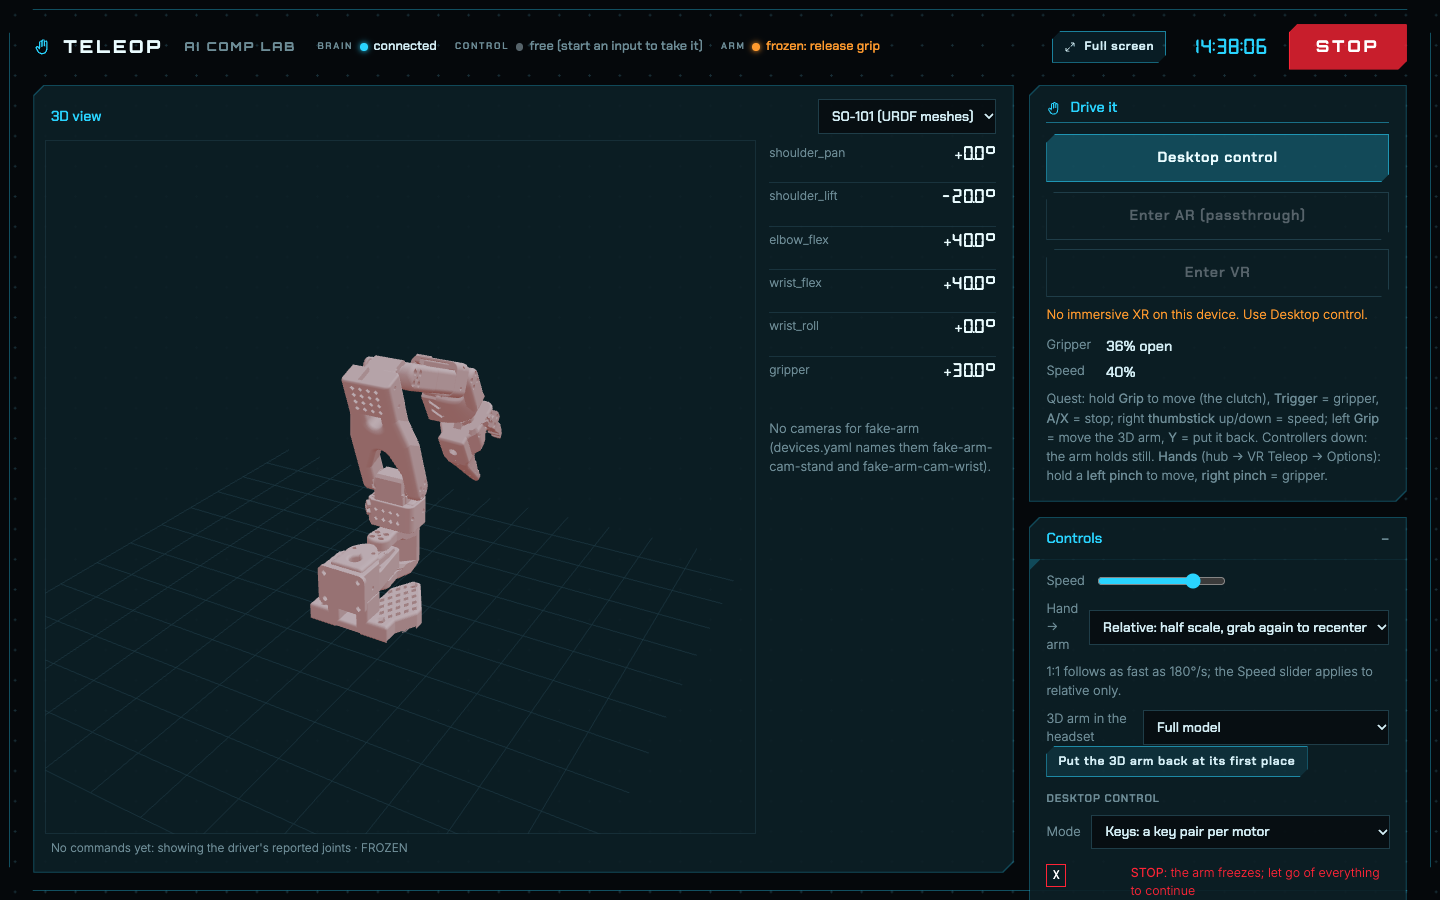 TELEOP AI COMP LAB BRAIN connected CONTROL free (start an input to take it) ARM frozen: release grip Full screen 14:38:06 STOP
3D view SO-101 (URDF meshes)
shoulder_pan +0.0°
shoulder_lift -20.0°
elbow_flex +40.0°
wrist_flex +40.0°
wrist_roll +0.0°
gripper +30.0°
No cameras for fake-arm
(devices.yaml names them fake-arm-
cam-stand and fake-arm-cam-wrist).
No commands yet: showing the driver's reported joints · FROZEN
Drive it
Desktop control
Enter AR (passthrough)
Enter VR
No immersive XR on this device. Use Desktop control.
Gripper 36% open
Speed 40%
Quest: hold Grip to move (the clutch), Trigger = gripper,
A/X = stop; right thumbstick up/down = speed; left Grip
= move the 3D arm, Y = put it back. Controllers down:
the arm holds still. Hands (hub → VR Teleop → Options):
hold a left pinch to move, right pinch = gripper.
Controls –
Speed
Hand
→
arm
Relative: half scale, grab again to recenter
1:1 follows as fast as 180°/s; the Speed slider applies to
relative only.
3D arm in the
headset
Full model
Put the 3D arm back at its first place
DESKTOP CONTROL
Mode Keys: a key pair per motor
X STOP: the arm freezes; let go of everything
to continue